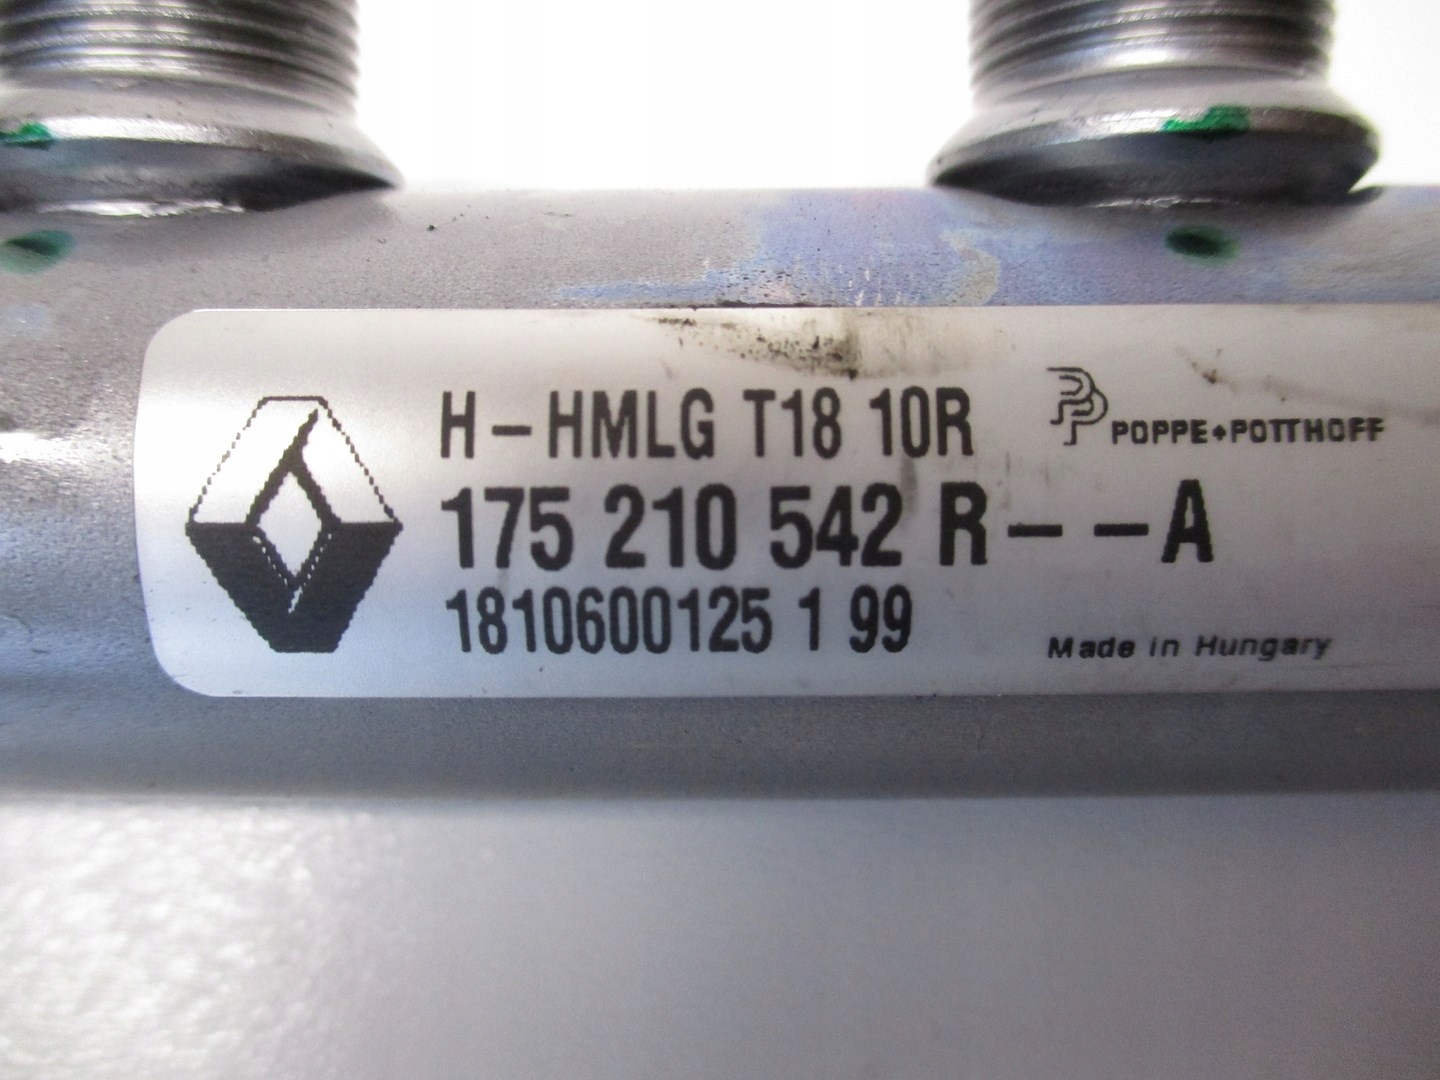 H-HMLG T18 10R
POPPE+POTTHOFF
175 210 542 R--A
1810600125 1 99
Made in Hungary